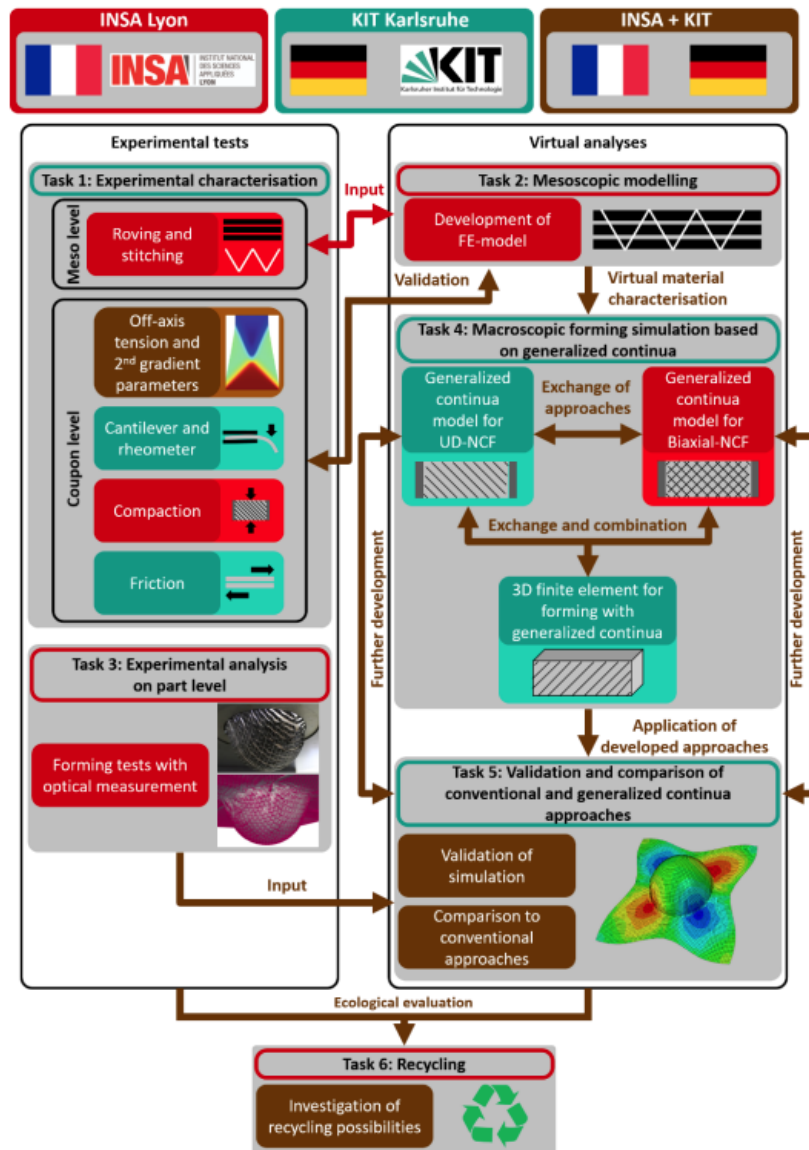 INSA Lyon
KIT Karlsruhe
INSA + KIT
INSA
INSTITUT NATIONAL
DES SCIENCES
APPLIQUÉES
LYON
KIT
Karlsruher Institut für Technologie
Experimental tests
Task 1: Experimental characterisation
Meso level
Roving and
stitching
Coupon level
Off-axis
tension and
2nd gradient
parameters
Cantilever and
rheometer
Compaction
Friction
Task 3: Experimental analysis
on part level
Forming tests with
optical measurement
Input
Validation
Input
Virtual analyses
Task 2: Mesoscopic modelling
Development of
FE-model
Virtual material
characterisation
Task 4: Macroscopic forming simulation based
on generalized continua
Generalized
continua
model for
UD-NCF
Exchange of
approaches
Generalized
continua
model for
Biaxial-NCF
Exchange and combination
3D finite element for
forming with
generalized continua
Further development
Further development
Application of
developed approaches
Task 5: Validation and comparison of
conventional and generalized continua
approaches
Validation of
simulation
Comparison to
conventional
approaches
Ecological evaluation
Task 6: Recycling
Investigation of
recycling possibilities